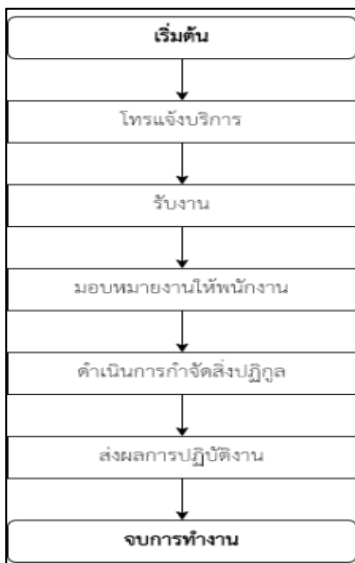 เริ่มต้น
โทรแจ้งบริการ
รับงาน
มอบหมายงานให้พนักงาน
ดำเนินการกำจัดสิ่งปฏิกูล
ส่งผลการปฏิบัติงาน
จบการทำงาน